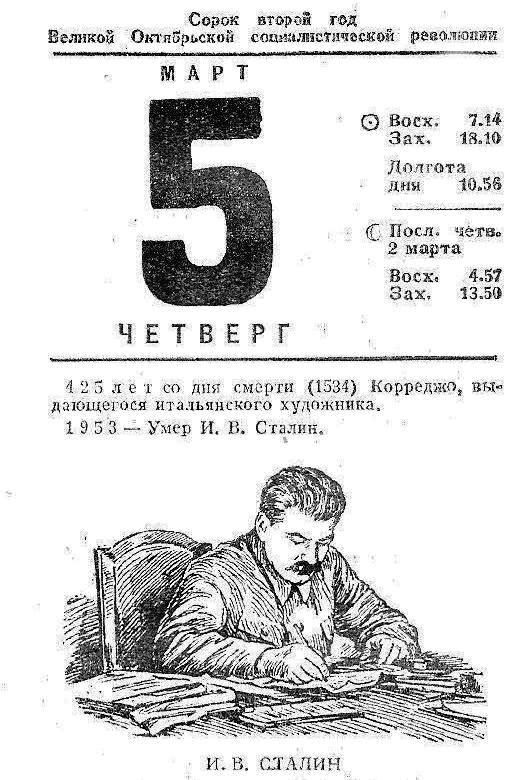 Сорок второй год
Великой Октябрьской социалистической революции
МАРТ
5
ЧЕТВЕРГ
Восх. 7.14
Зах. 18.10
Долгота
дня 10.56
Посл. четв.
2 марта
Восх. 4.57
Зах. 13.50
425 лет со дня смерти (1534) Корреджо, вы-
дающегося итальянского художника.
1953 — Умер И. В. Сталин.
И. В. СТАЛИН